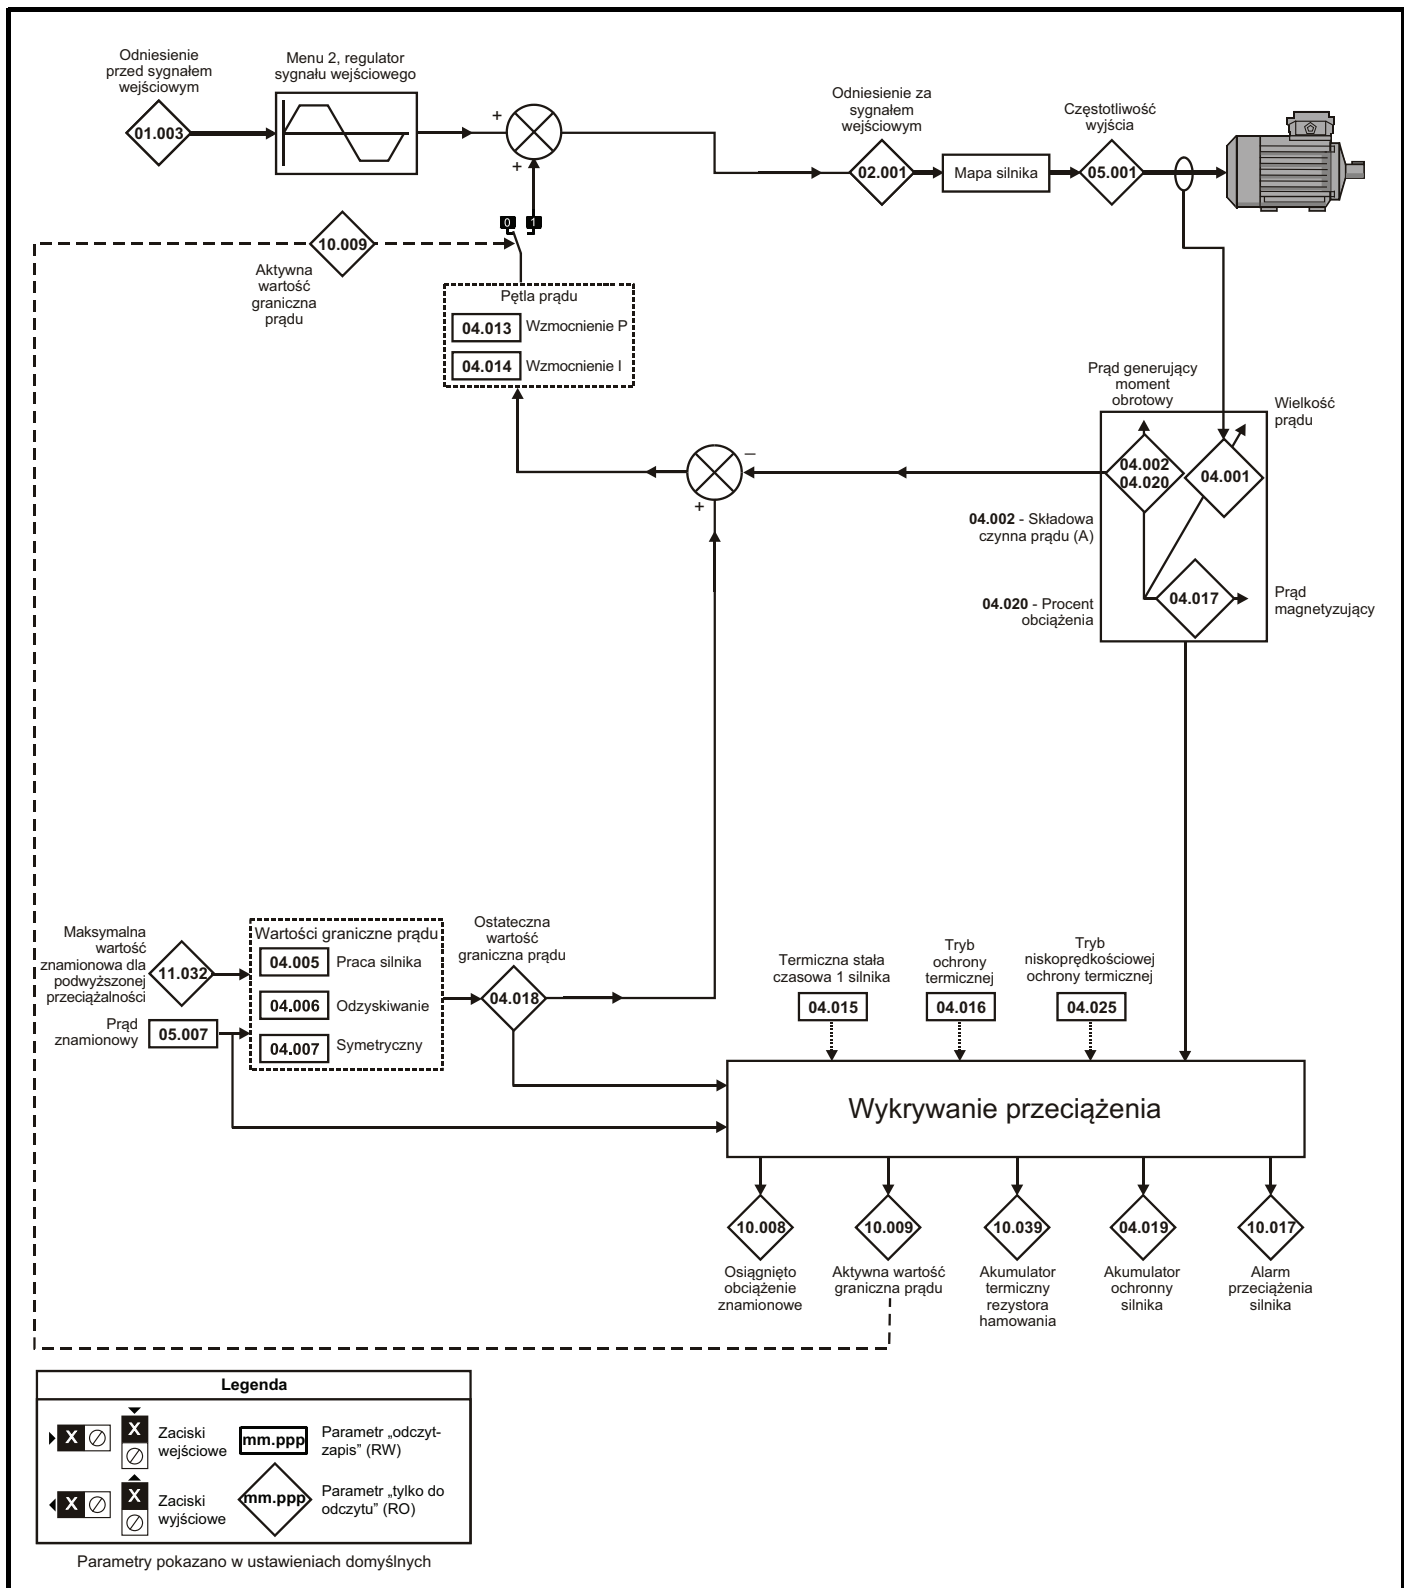 Odniesienie
przed sygnałem
wejściowym
01.003
Menu 2, regulator
sygnału wejściowego
+
+
Odniesienie za
sygnałem
wejściowym
02.001
Mapa silnika
Częstotliwość
wyjścia
05.001
0
1
10.009
Aktywna
wartość
graniczna
prądu
Pętla prądu
04.013
Wzmocnienie P
04.014
Wzmocnienie I
Prąd generujący
moment
obrotowy
Wielkość
prądu
04.002
04.020
04.001
–
+
04.002 - Składowa
czynna prądu (A)
04.020 - Procent
obciążenia
04.017
Prąd
magnetyzujący
Maksymalna
wartość
znamionowa dla
podwyższonej
przeciążalności
11.032
Prąd
znamionowy
05.007
Wartości graniczne prądu
04.005
Praca silnika
04.006
Odzyskiwanie
04.007
Symetryczny
Ostateczna
wartość
graniczna prądu
04.018
Termiczna stała
czasowa 1 silnika
04.015
Tryb
ochrony
termicznej
04.016
Tryb
niskoprędkościowej
ochrony termicznej
04.025
Wykrywanie przeciążenia
10.008
10.009
10.039
04.019
10.017
Osiągnięto
obciążenie
znamionowe
Aktywna wartość
graniczna prądu
Akumulator
termiczny
rezystora
hamowania
Akumulator
ochronny
silnika
Alarm
przeciążenia
silnika
Legenda
X
X
Zaciski
wejściowe
mm.ppp
Parametr „odczyt-
zapis” (RW)
X
X
Zaciski
wyjściowe
mm.ppp
Parametr „tylko do
odczytu” (RO)
Parametry pokazano w ustawieniach domyślnych